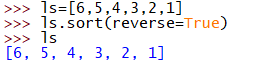 >>> ls=[6,5,4,3,2,1]
>>> ls.sort(reverse=True)
>>> ls
[6, 5, 4, 3, 2, 1]